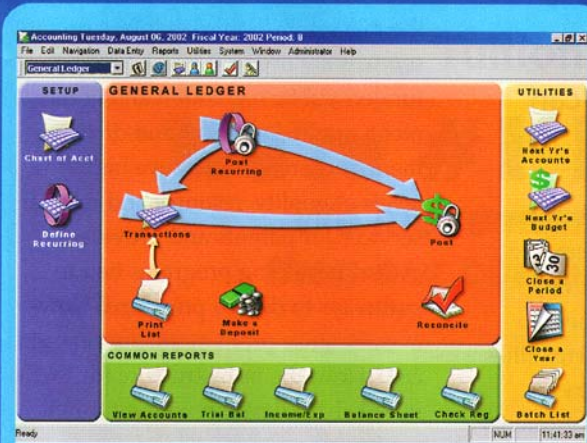 Accounting Tuesday, August 06, 2002 Fiscal Year: 2002 Period: 8
File Edit Navigation Data Entry Reports Utilities System Window Administrator Help
General Ledger
SETUP
Chart of Acct
Define
Recurring
GENERAL LEDGER
Post
Recurring
Transactions
Post
Print
List
Make a
Deposit
Reconcile
COMMON REPORTS
View Accounts
Trial Bal
Income/Exp
Balance Sheet
Check Reg
UTILITIES
Next Yr's
Accounts
Next Yr's
Budget
Close a
Period
Close a
Year
Batch List
Ready
NUM
11:41:33 am